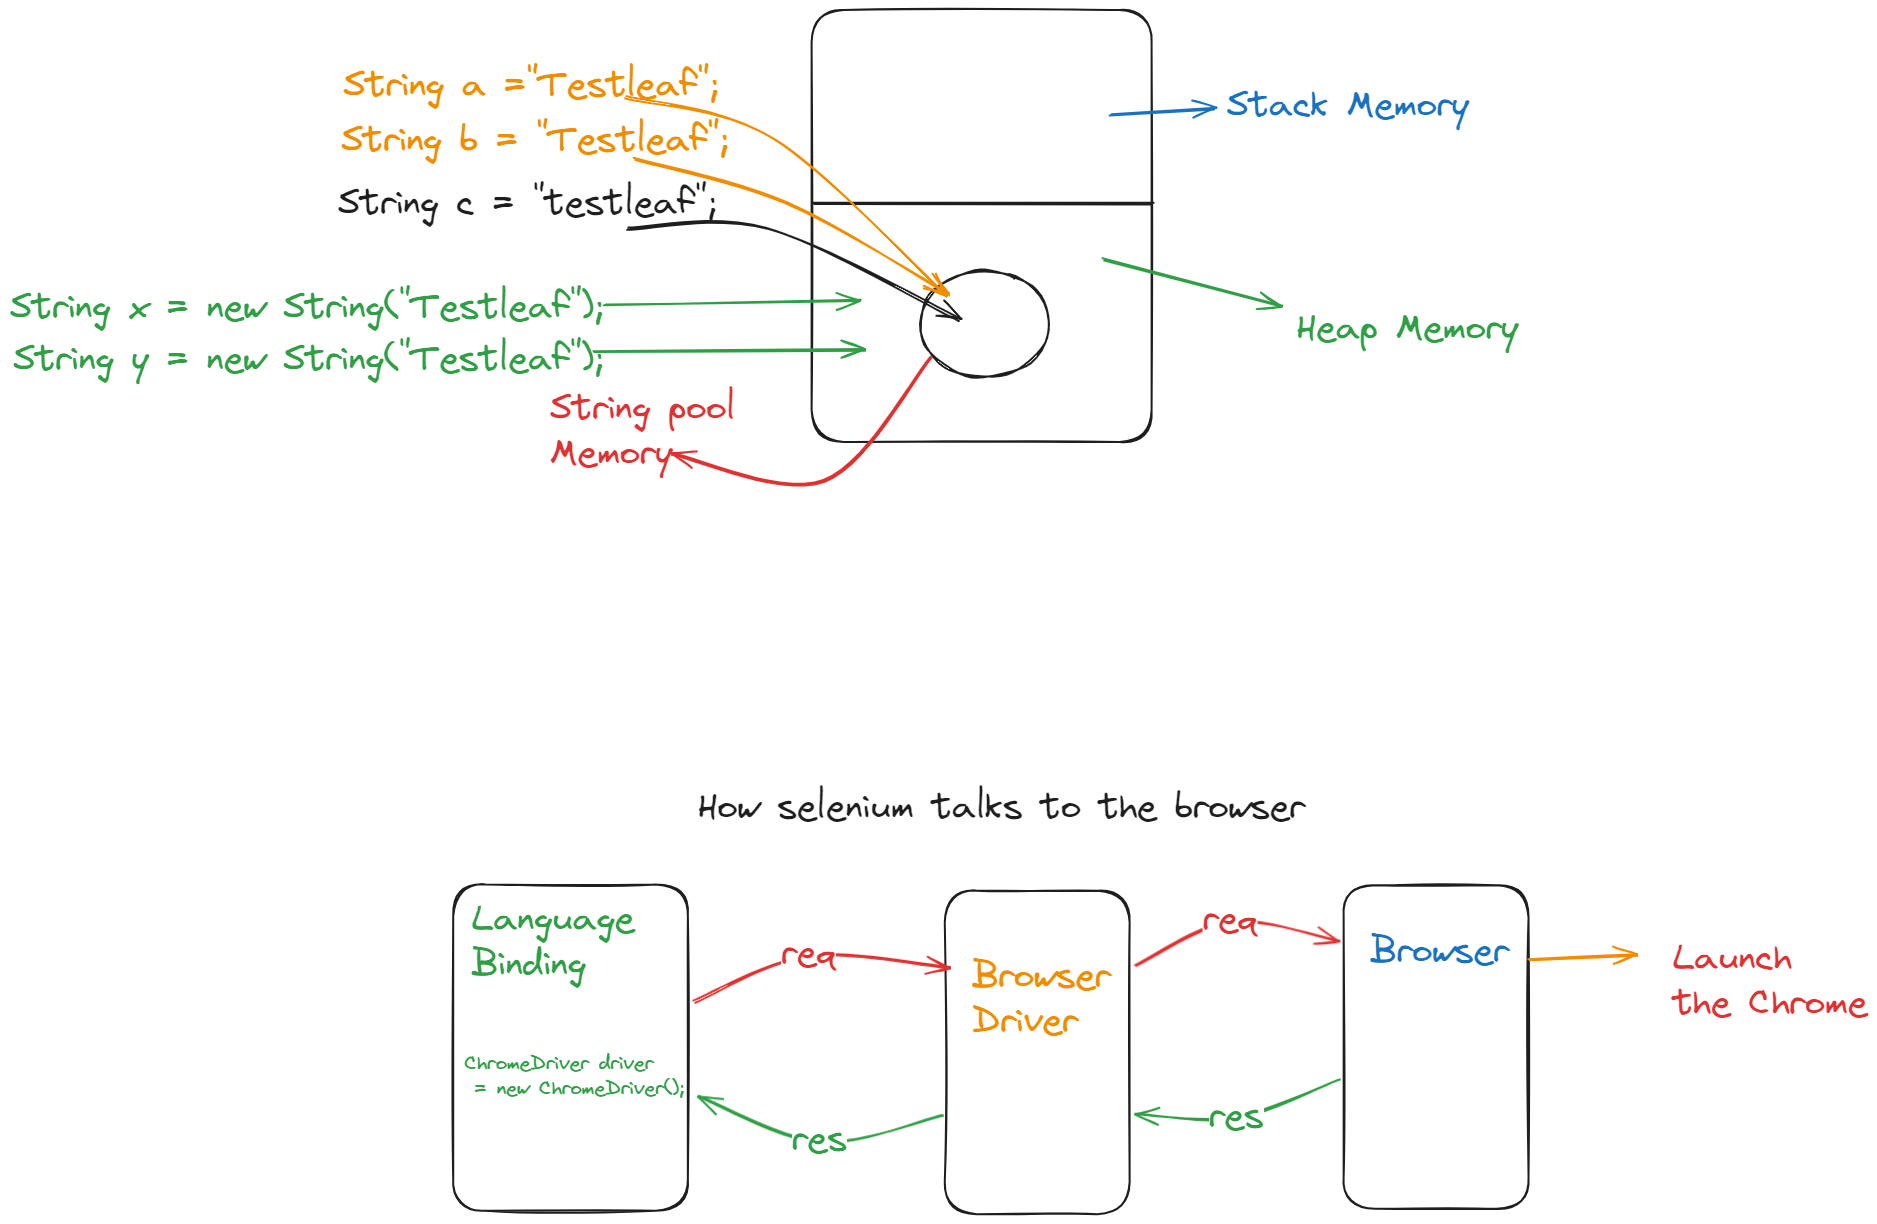 String a ="Testleaf";
String b = "Testleaf";
String c = "testleaf";
String x = new String("Testleaf");
String y = new String("Testleaf");
String pool
Memory
Stack Memory
Heap Memory
How selenium talks to the browser
Language
Binding
ChromeDriver driver
= new ChromeDriver();
req
res
Browser
Driver
req
res
Browser
Launch
the Chrome